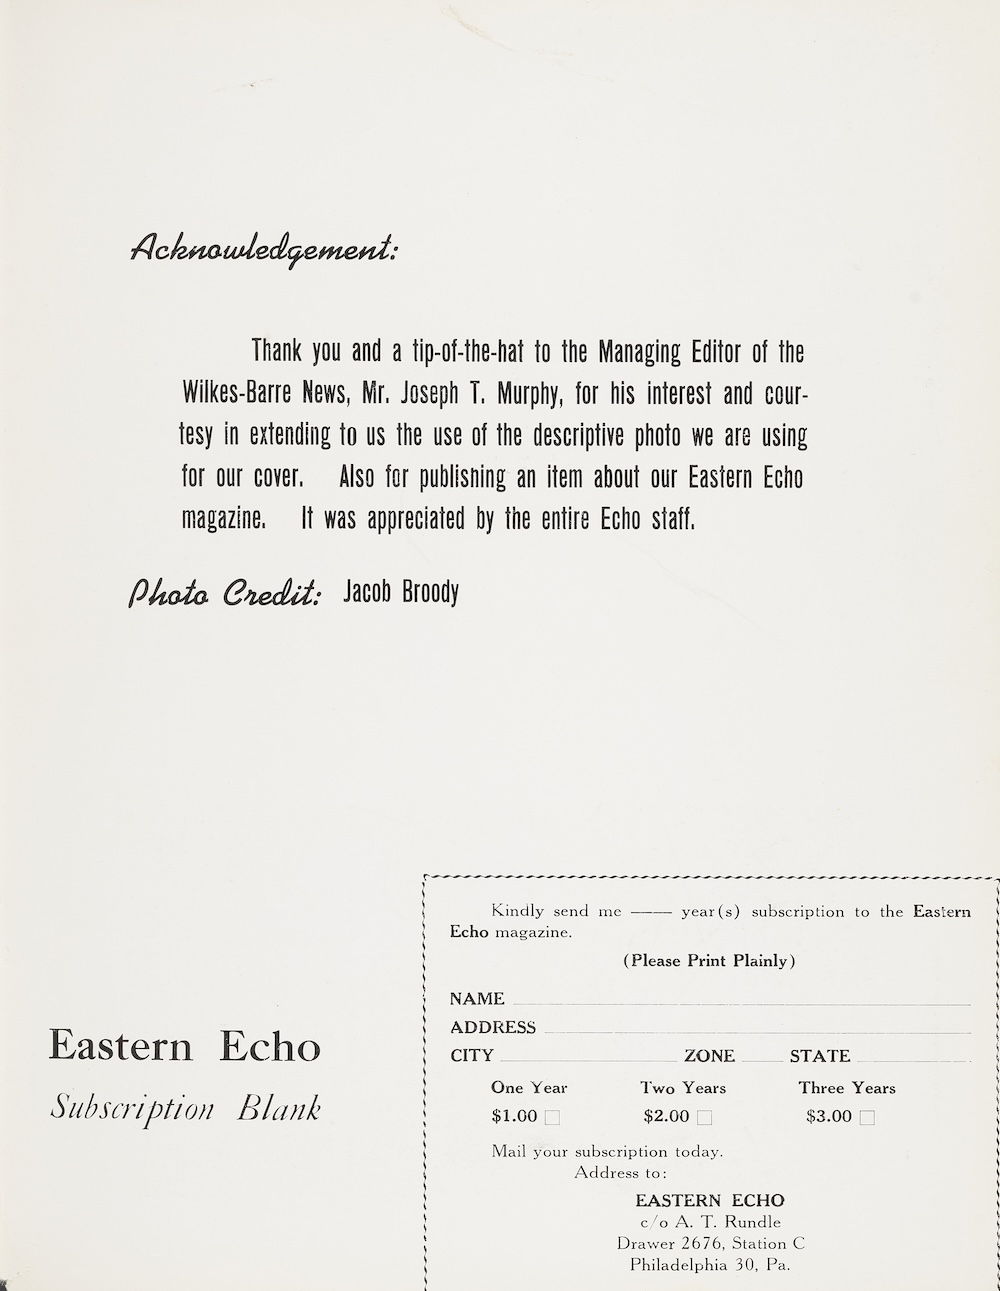 Acknowledgement:
Thank you and a tip-of-the-hat to the Managing Editor of the
Wilkes-Barre News, Mr. Joseph T. Murphy, for his interest and cour-
tesy in extending to us the use of the descriptive photo we are using
for our cover. Also for publishing an item about our Eastern Echo
magazine. It was appreciated by the entire Echo staff.
Photo Credit: Jacob Broody
Eastern Echo
Subscription Blank
Kindly send me —— year(s) subscription to the Eastern
Echo magazine.
(Please Print Plainly)
NAME
ADDRESS
CITY ZONE STATE
One Year Two Years Three Years
$1.00 □ $2.00 □ $3.00 □
Mail your subscription today.
Address to:
EASTERN ECHO
c/o A. T. Rundle
Drawer 2676, Station C
Philadelphia 30, Pa.